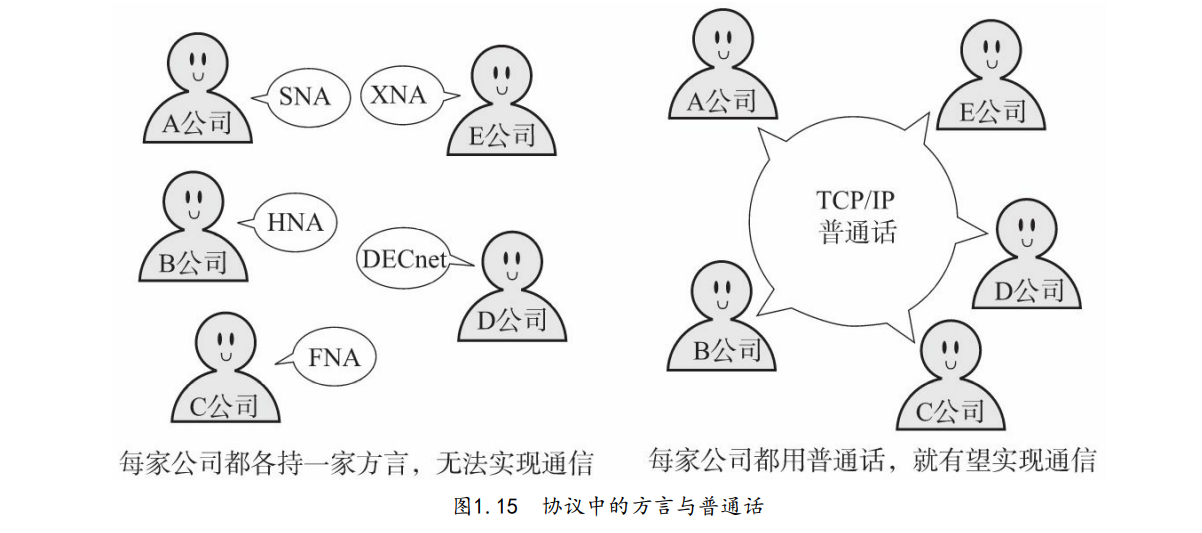 SNA
XNA
A公司
E公司
HNA
B公司
DECnet
D公司
FNA
C公司
每家公司都各持一家方言，无法实现通信
A公司
E公司
TCP/IP
普通话
D公司
B公司
C公司
每家公司都用普通话，就有望实现通信
图1.15 协议中的方言与普通话